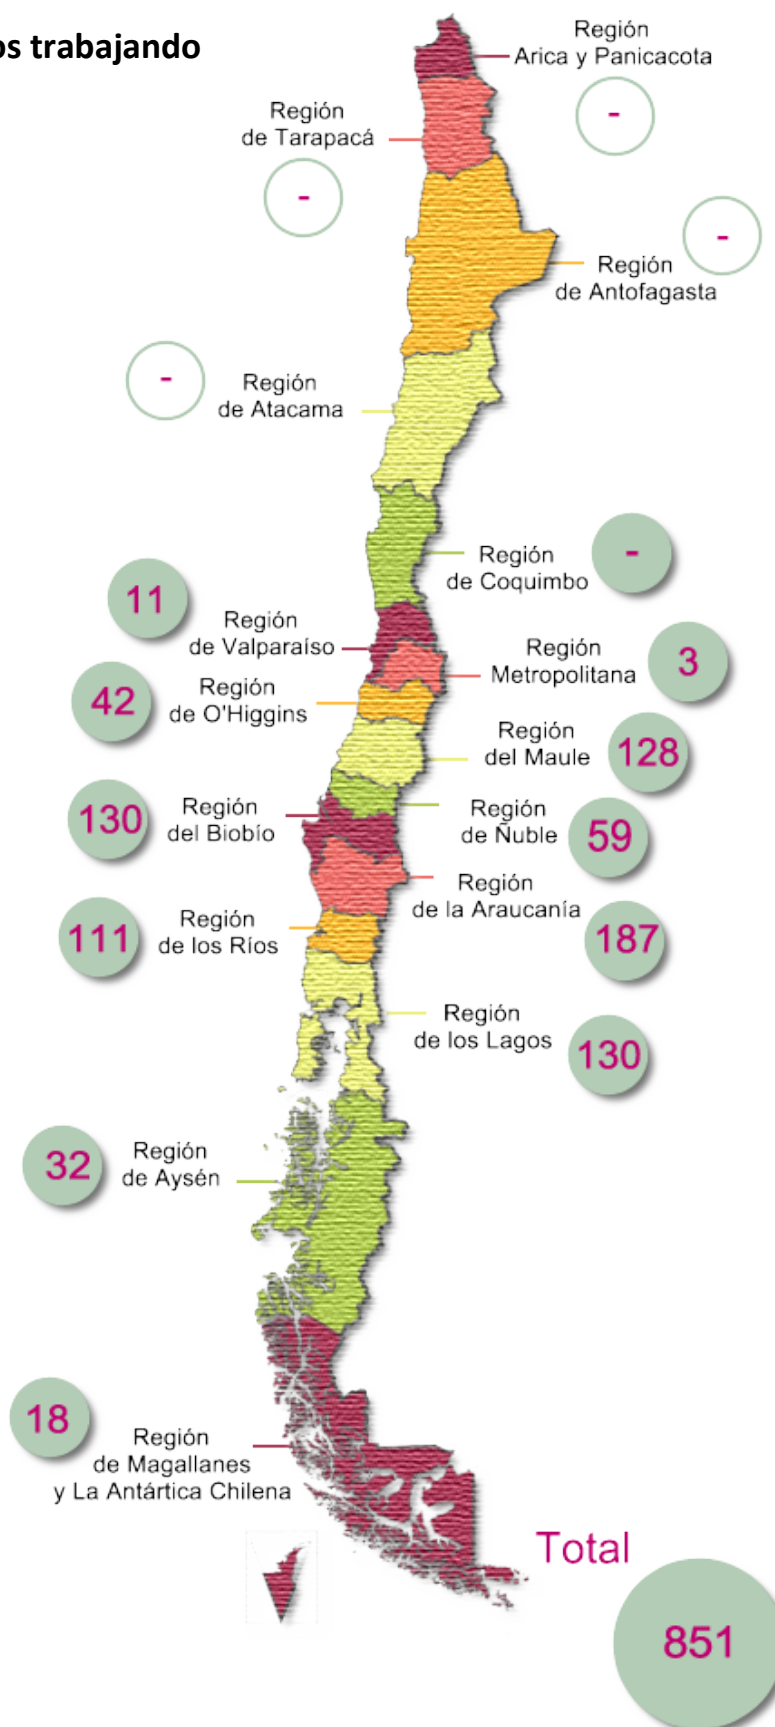 os trabajando
Región
Arica y Panicacota
-
Región
de Tarapacá
-
-
Región
de Antofagasta
-
Región
de Atacama
Región
de Coquimbo
-
11
Región
de Valparaíso
Región
Metropolitana
3
42
Región
de O'Higgins
Región
del Maule
128
130
Región
del Biobío
Región
de Ñuble
59
Región
de la Araucanía
187
111
Región
de los Ríos
Región
de los Lagos
130
32
Región
de Aysén
18
Región
de Magallanes
y La Antártica Chilena
Total
851